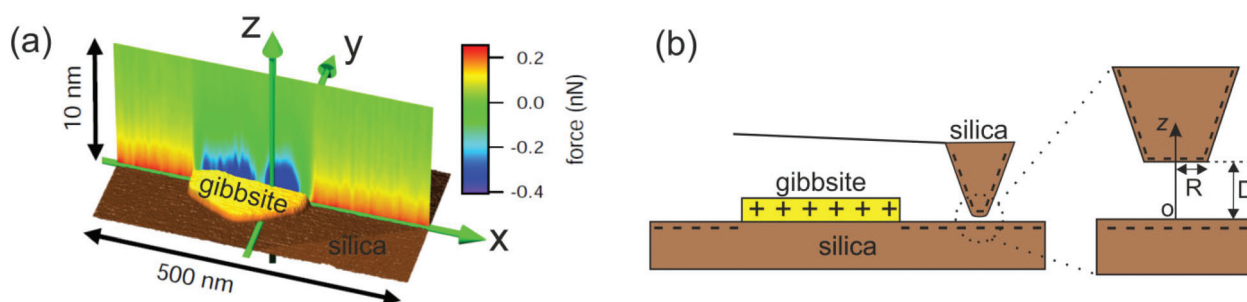 (a)
z
y
x
10 nm
500 nm
gibbsite
silica
0.2
0.0
-0.2
-0.4
force (nN)
(b)
silica
gibbsite
+ + + + + +
silica
z
R
D
o